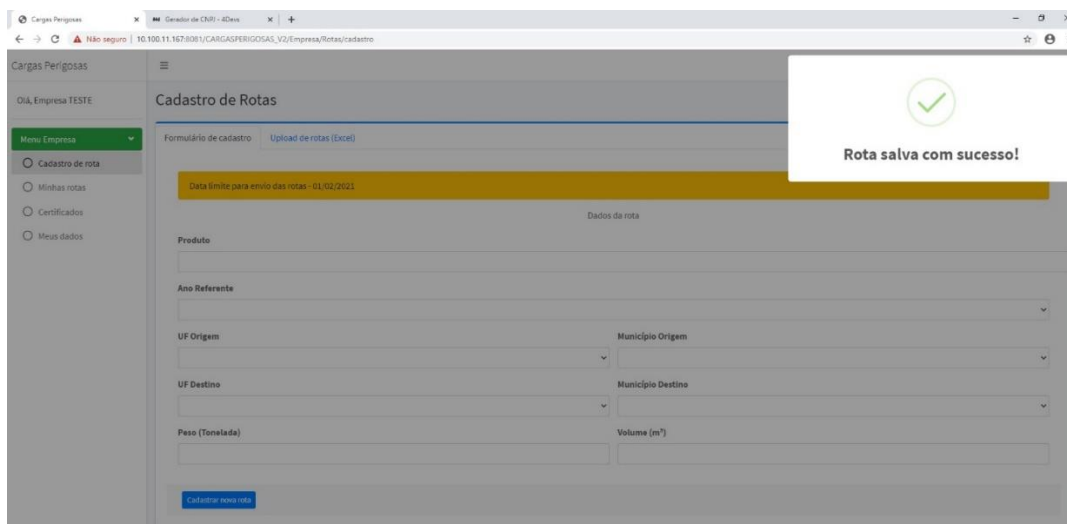 Cargas Perigosas
Gerador de CNPJ - 4Devs
Não seguro
10.100.11.167:8081/CARGASPERIGOSAS_V2/Empresa/Rotas/cadastro
Cargas Perigosas
Olá, Empresa TESTE
Menu Empresa
Cadastro de rota
Minhas rotas
Certificados
Meus dados
Cadastro de Rotas
Formulário de cadastro
Upload de rotas (Excel)
Rota salva com sucesso!
Data limite para envio das rotas - 01/02/2021
Dados da rota
Produto
Ano Referente
UF Origem
Município Origem
UF Destino
Município Destino
Peso (Tonelada)
Volume (m³)
Cadastrar nova rota